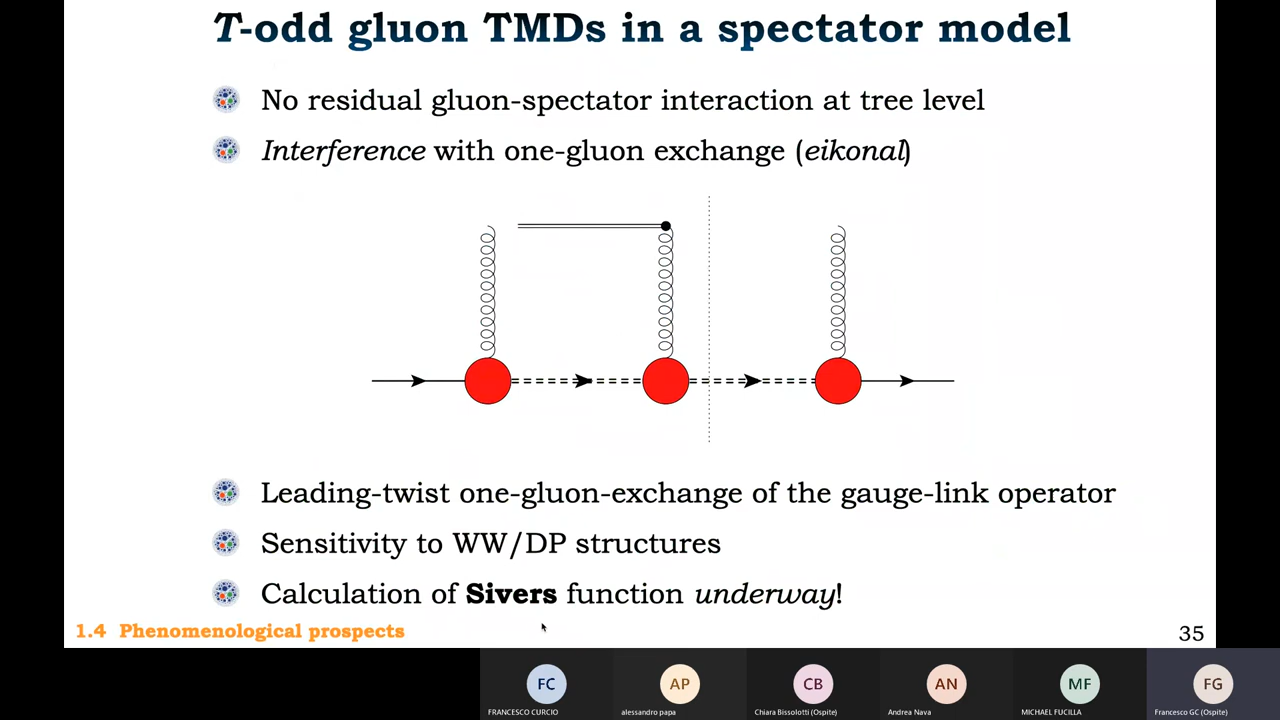 T-odd gluon TMDs in a spectator model
No residual gluon-spectator interaction at tree level
Interference with one-gluon exchange (eikonal)
Leading-twist one-gluon-exchange of the gauge-link operator
Sensitivity to WW/DP structures
Calculation of Sivers function underway!
1.4 Phenomenological prospects
35
FC
AP
CB
AN
MF
FG
FRANCESCO CURCIO
alessandro papa
Chiara Bissolotti (Ospite)
Andrea Nava
MICHAEL FUCILLA
Francesco GC (Ospite)